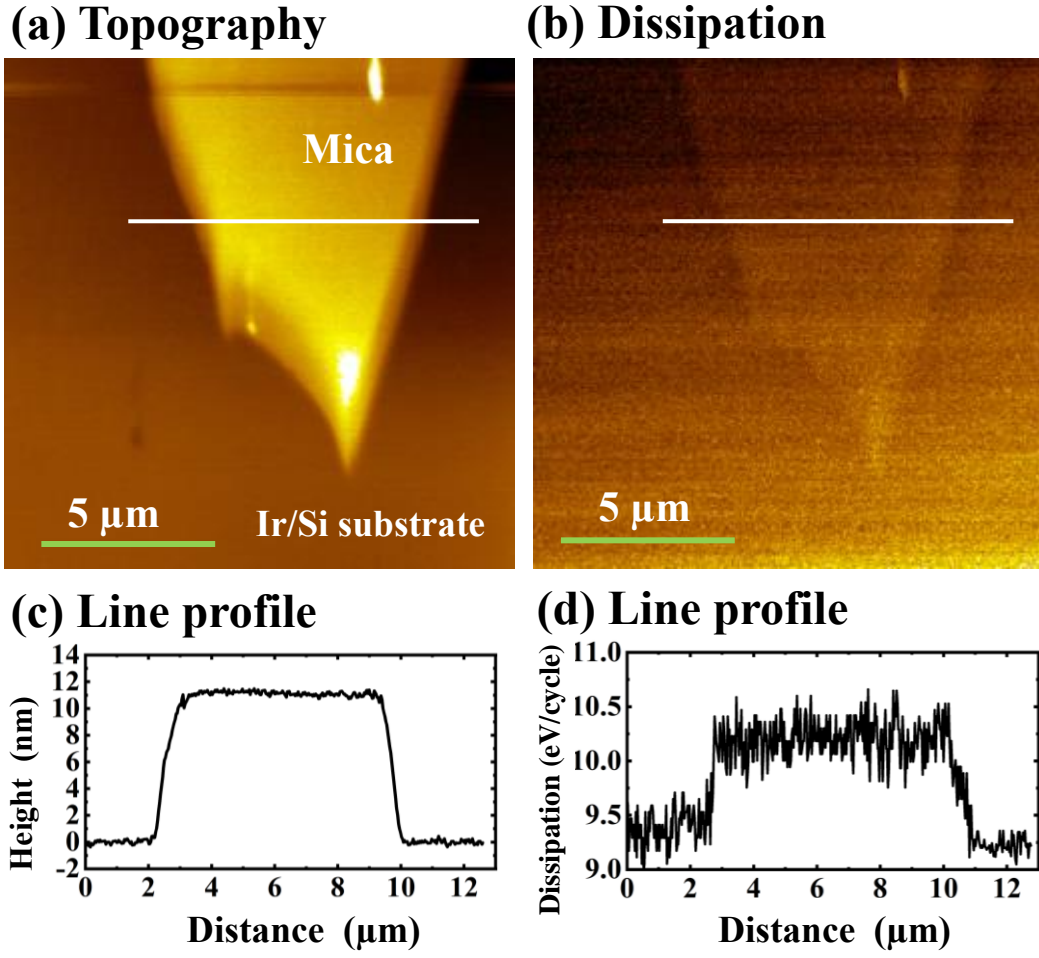 (a) Topography
(b) Dissipation
Mica
5 μm
Ir/Si substrate
5 μm
(c) Line profile
Height (nm)
14
12
10
8
6
4
2
0
-2
0 2 4 6 8 10 12
Distance (μm)
(d) Line profile
Dissipation (eV/cycle)
11.0
10.5
10.0
9.5
9.0
0 2 4 6 8 10 12
Distance (μm)